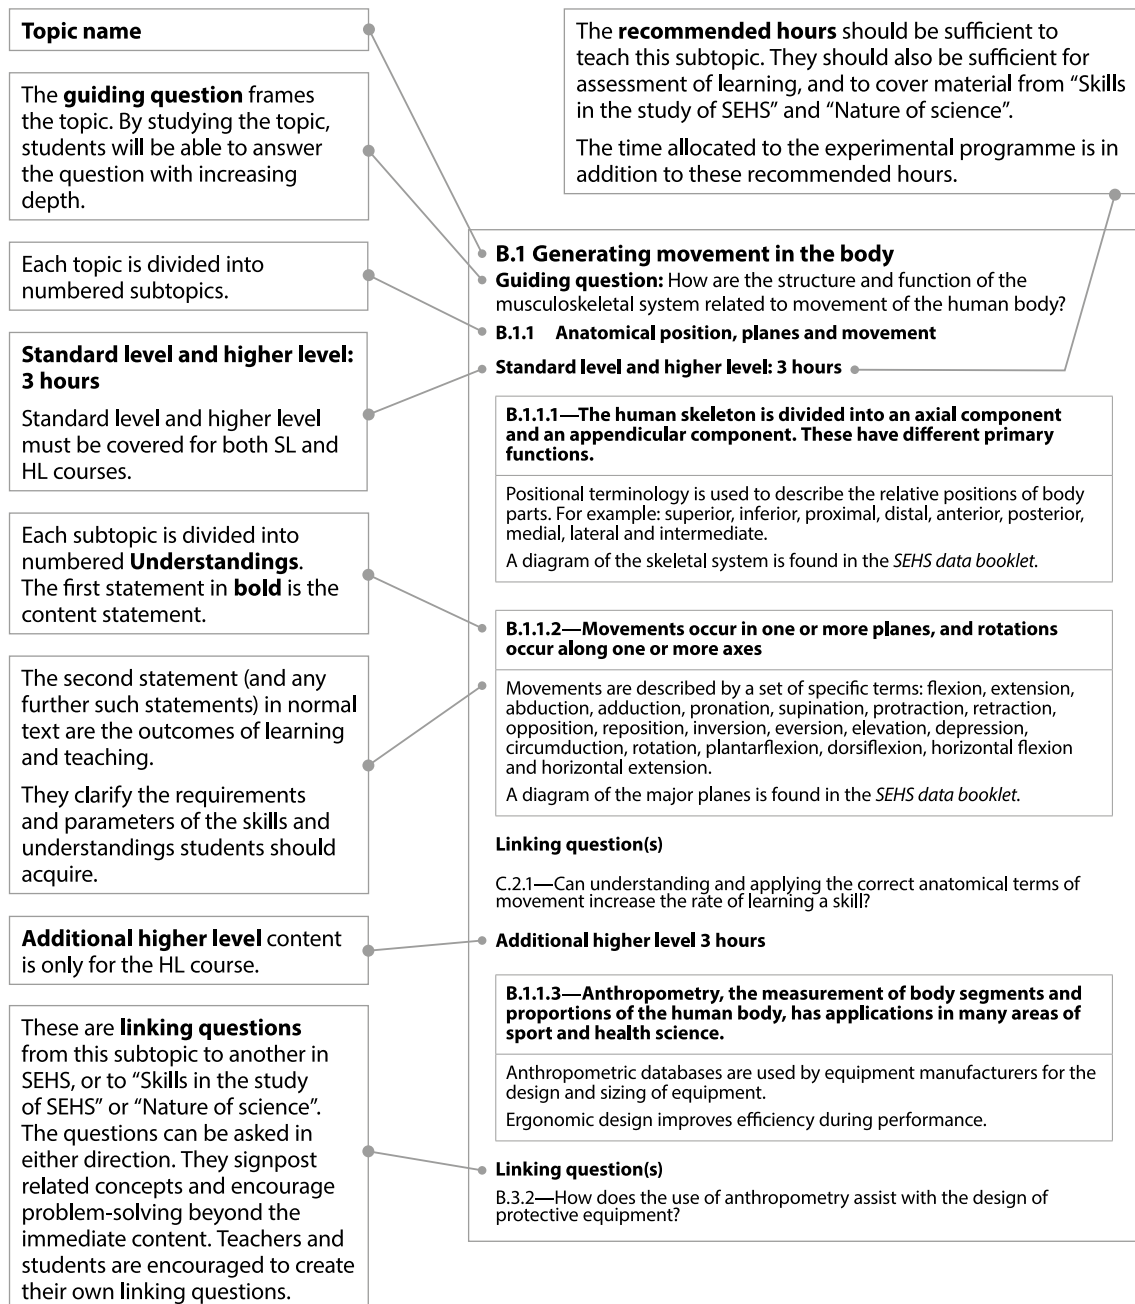 Topic name
The guiding question frames
the topic. By studying the topic,
students will be able to answer
the question with increasing
depth.
Each topic is divided into
numbered subtopics.
Standard level and higher level:
3 hours
Standard level and higher level
must be covered for both SL and
HL courses.
Each subtopic is divided into
numbered Understandings.
The first statement in bold is the
content statement.
The second statement (and any
further such statements) in normal
text are the outcomes of learning
and teaching.
They clarify the requirements
and parameters of the skills and
understandings students should
acquire.
Additional higher level content
is only for the HL course.
These are linking questions
from this subtopic to another in
SEHS, or to “Skills in the study
of SEHS” or “Nature of science”.
The questions can be asked in
either direction. They signpost
related concepts and encourage
problem-solving beyond the
immediate content. Teachers and
students are encouraged to create
their own linking questions.
The recommended hours should be sufficient to
teach this subtopic. They should also be sufficient for
assessment of learning, and to cover material from “Skills
in the study of SEHS” and “Nature of science”.
The time allocated to the experimental programme is in
addition to these recommended hours.
B.1 Generating movement in the body
Guiding question: How are the structure and function of the
musculoskeletal system related to movement of the human body?
B.1.1 Anatomical position, planes and movement
Standard level and higher level: 3 hours
B.1.1.1—The human skeleton is divided into an axial component
and an appendicular component. These have different primary
functions.
Positional terminology is used to describe the relative positions of body
parts. For example: superior, inferior, proximal, distal, anterior, posterior,
medial, lateral and intermediate.
A diagram of the skeletal system is found in the SEHS data booklet.
B.1.1.2—Movements occur in one or more planes, and rotations
occur along one or more axes
Movements are described by a set of specific terms: flexion, extension,
abduction, adduction, pronation, supination, protraction, retraction,
opposition, reposition, inversion, eversion, elevation, depression,
circumduction, rotation, plantarflexion, dorsiflexion, horizontal flexion
and horizontal extension.
A diagram of the major planes is found in the SEHS data booklet.
Linking question(s)
C.2.1—Can understanding and applying the correct anatomical terms of
movement increase the rate of learning a skill?
Additional higher level 3 hours
B.1.1.3—Anthropometry, the measurement of body segments and
proportions of the human body, has applications in many areas of
sport and health science.
Anthropometric databases are used by equipment manufacturers for the
design and sizing of equipment.
Ergonomic design improves efficiency during performance.
Linking question(s)
B.3.2—How does the use of anthropometry assist with the design of
protective equipment?